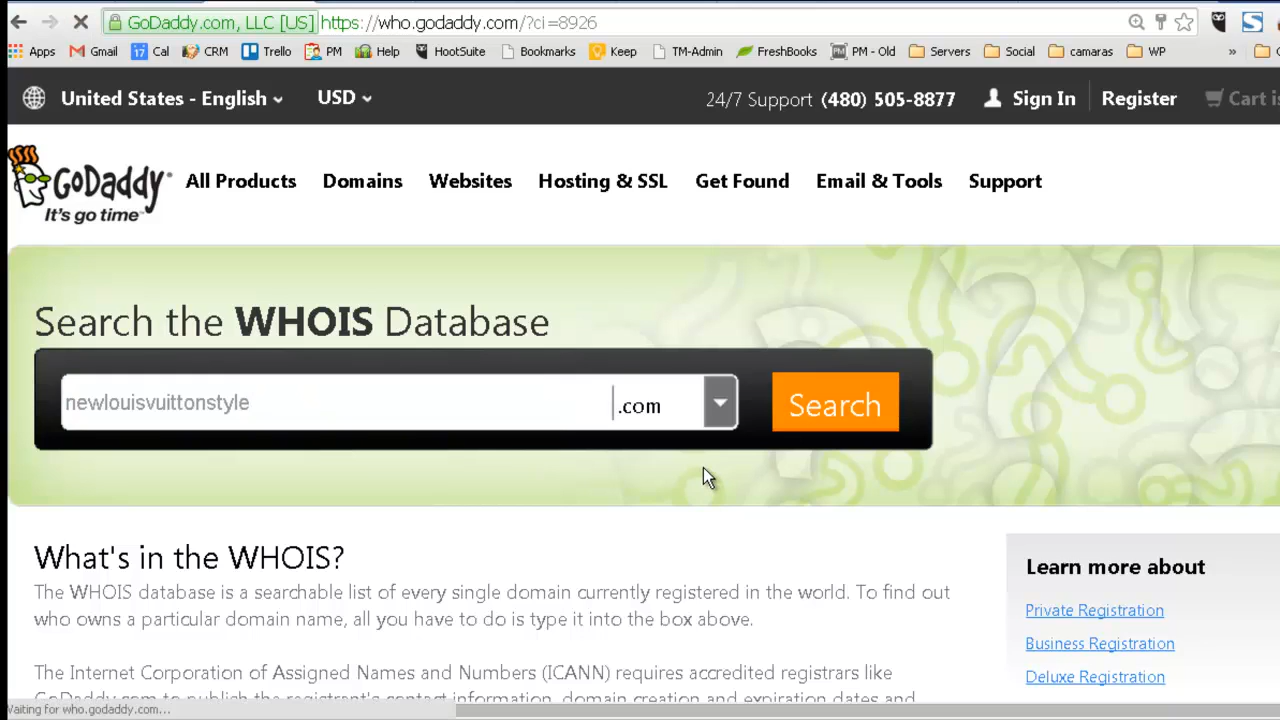 GoDaddy.com, LLC [US] https://who.godaddy.com/?ci=8926
Apps Gmail 17 Cal CRM Trello PM Help HootSuite Bookmarks Keep TM-Admin FreshBooks PM - Old Servers Social camaras WP »
United States - English USD 24/7 Support (480) 505-8877 Sign In Register Cart is
GoDaddy
It's go time
All Products Domains Websites Hosting & SSL Get Found Email & Tools Support
Search the WHOIS Database
newlouisvuittonstyle .com Search
What's in the WHOIS?
The WHOIS database is a searchable list of every single domain currently registered in the world. To find out
who owns a particular domain name, all you have to do is type it into the box above.
The Internet Corporation of Assigned Names and Numbers (ICANN) requires accredited registrars like
GoDaddy.com to publish the registrant's contact information, domain creation and expiration dates and
Learn more about
Private Registration
Business Registration
Deluxe Registration
Waiting for who.godaddy.com...